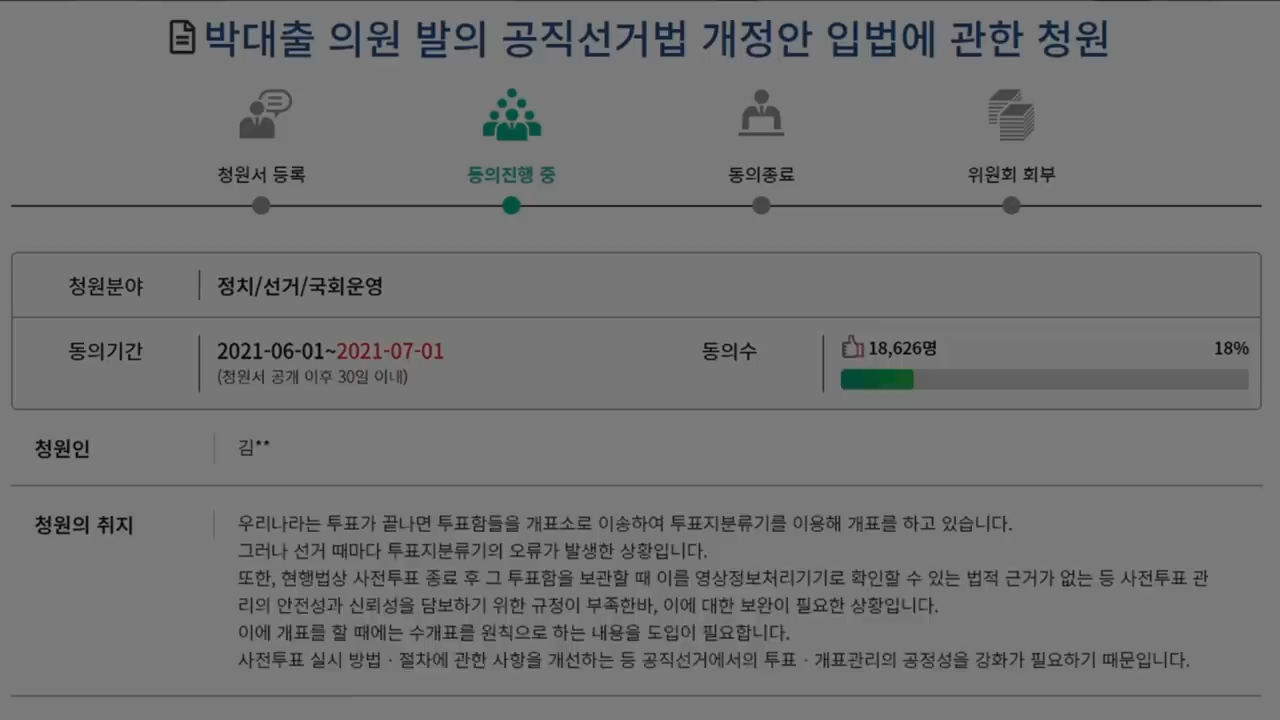 박대출 의원 발의 공직선거법 개정안 입법에 관한 청원
청원서 등록
동의진행 중
동의종료
위원회 회부
청원분야
정치/선거/국회운영
동의기간
2021-06-01~2021-07-01
(청원서 공개 이후 30일 이내)
동의수
18,626명
18%
청원인
김**
청원의 취지
우리나라는 투표가 끝나면 투표함들을 개표소로 이송하여 투표지분류기를 이용해 개표를 하고 있습니다.
그러나 선거 때마다 투표지분류기의 오류가 발생한 상황입니다.
또한, 현행법상 사전투표 종료 후 그 투표함을 보관할 때 이를 영상정보처리기기로 확인할 수 있는 법적 근거가 없는 등 사전투표 관
리의 안전성과 신뢰성을 담보하기 위한 규정이 부족한바, 이에 대한 보완이 필요한 상황입니다.
이에 개표를 할 때에는 수개표를 원칙으로 하는 내용을 도입이 필요합니다.
사전투표 실시 방법 · 절차에 관한 사항을 개선하는 등 공직선거에서의 투표 · 개표관리의 공정성을 강화가 필요하기 때문입니다.